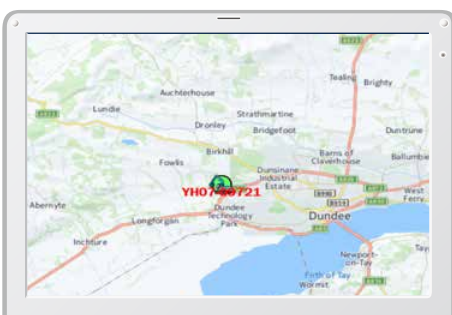 Tealing
Brighty
Auchterhouse
Lundie
Strathmartine
Dronley
Bridgefoot
Duntrune
Birkhill
Barns of
Claverhouse
Fowlis
Ballumbie
Dunsinane
Industrial
Estate
West
Ferry
Abernyte
Dundee
Technology
Park
Dundee
Longforgan
Inchture
Newport-
on-Tay
Tay
Firth of Tay
Wormit